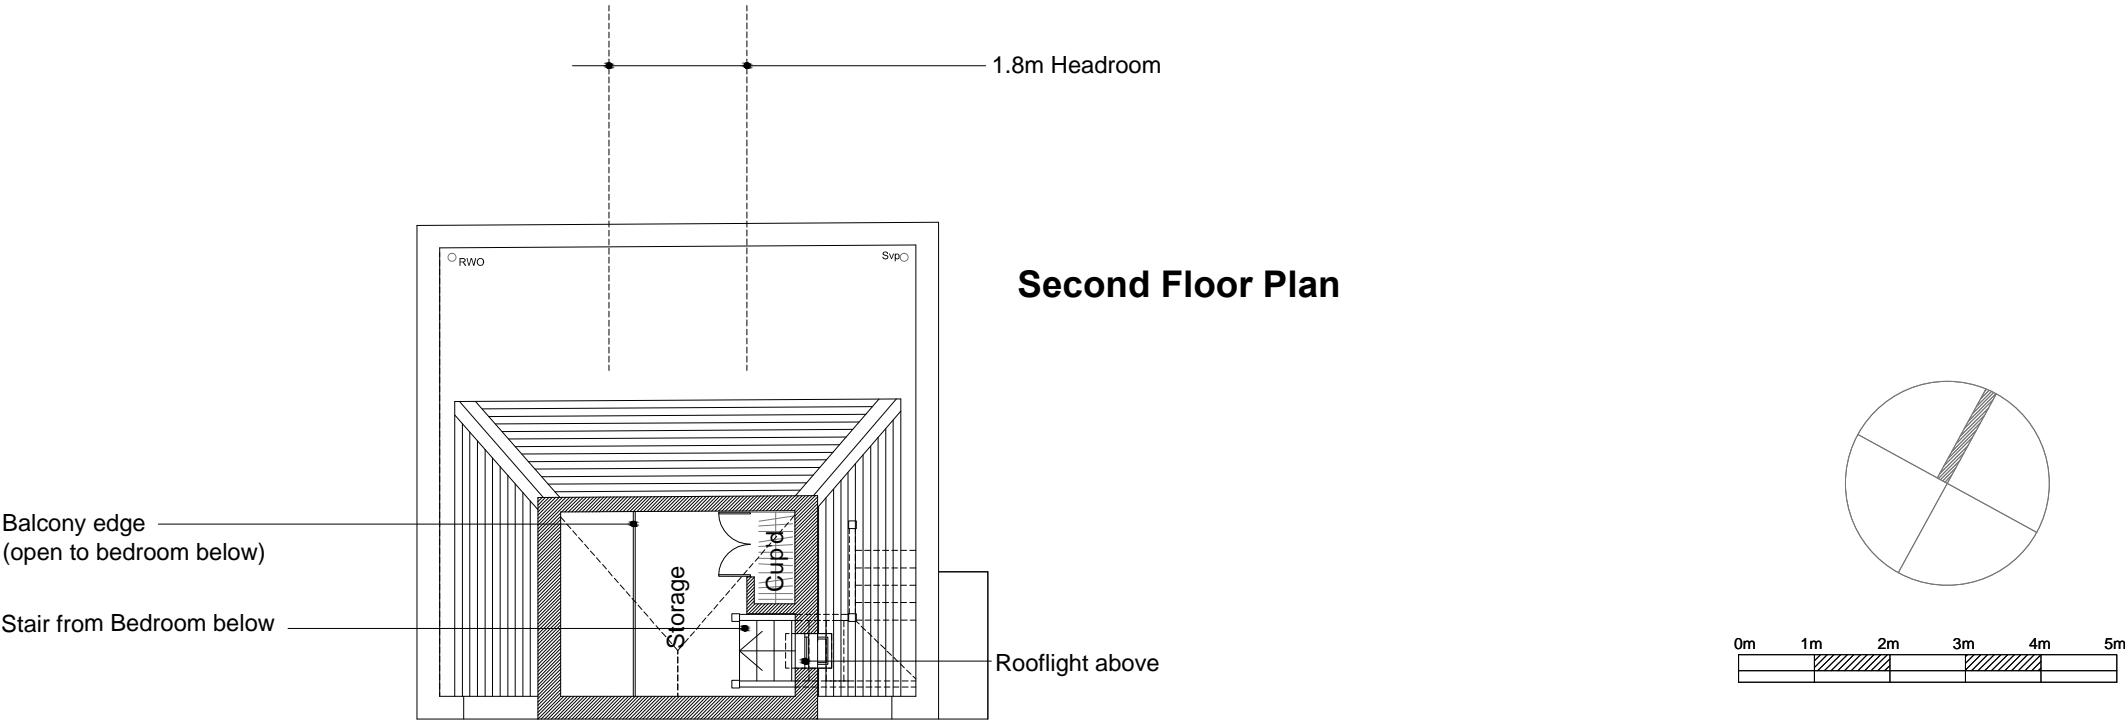 1.8m Headroom
RWO
Svp
Second Floor Plan
Balcony edge
(open to bedroom below)
Cup'd
Storage
Stair from Bedroom below
Rooflight above
0m 1m 2m 3m 4m 5m